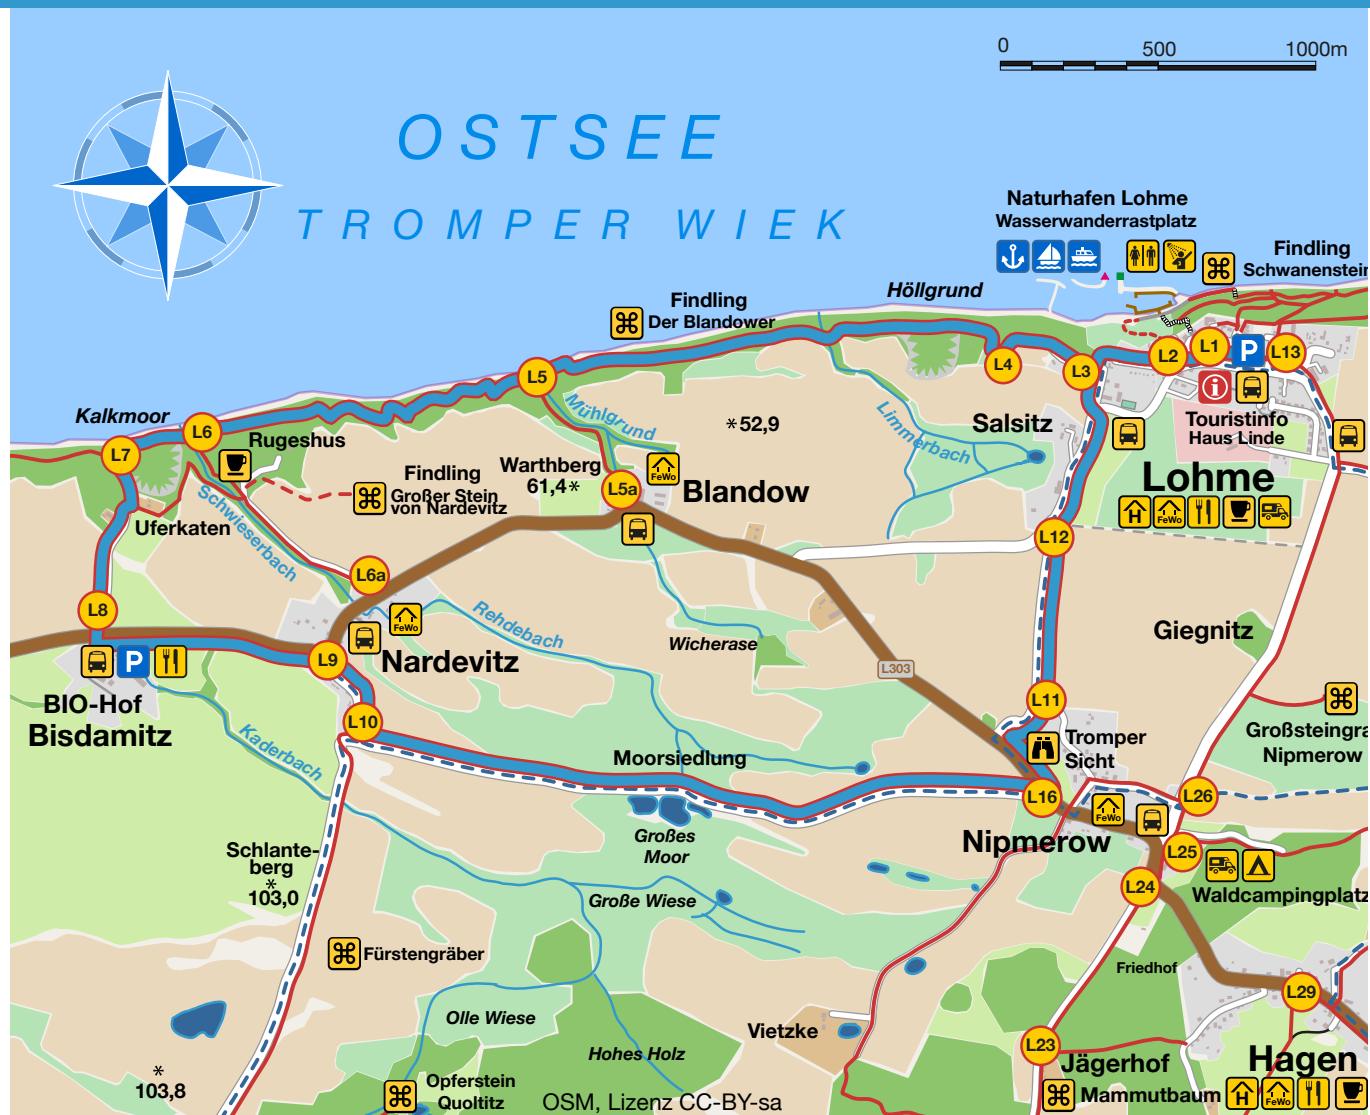 0 500 1000m
OSTSEE
TROMPER WIEK
Naturhafen Lohme
Wasserwanderrastplatz
Findling
Schwanenstein
Höllgrund
Findling
Der Blandower
L1
L2
L13
P
L3
L4
L5
Kalkmoor
L6
L7
Rugeshus
Mühlgrund
*52,9
Limmerbach
Salsitz
i
Touristinfo
Haus Linde
Lohme
H
FeWo
Findling
Großer Stein
von Nardevitz
Warthberg
61,4*
L5a
FeWo
Blandow
Uferkaten
Schwieserbach
L12
L6a
L8
FeWo
Rehdebach
Wicherase
Giegnitz
L303
P
L9
Nardevitz
BIO-Hof
Bisdamitz
L10
L11
Tromper
Sicht
Großsteingra
Nipmerow
Kaderbach
Moorsiedlung
L16
L26
FeWo
Großes
Moor
Nipmerow
L25
Schlante-
berg
*
103,0
L24
Waldcampingplatz
Große Wiese
Fürstengräber
Friedhof
L29
Olle Wiese
Vietzke
Hohes Holz
L23
Jägerhof
Hagen
*
103,8
Opferstein
Quoltitz
Mammutbaum
H
FeWo
OSM, Lizenz CC-BY-sa